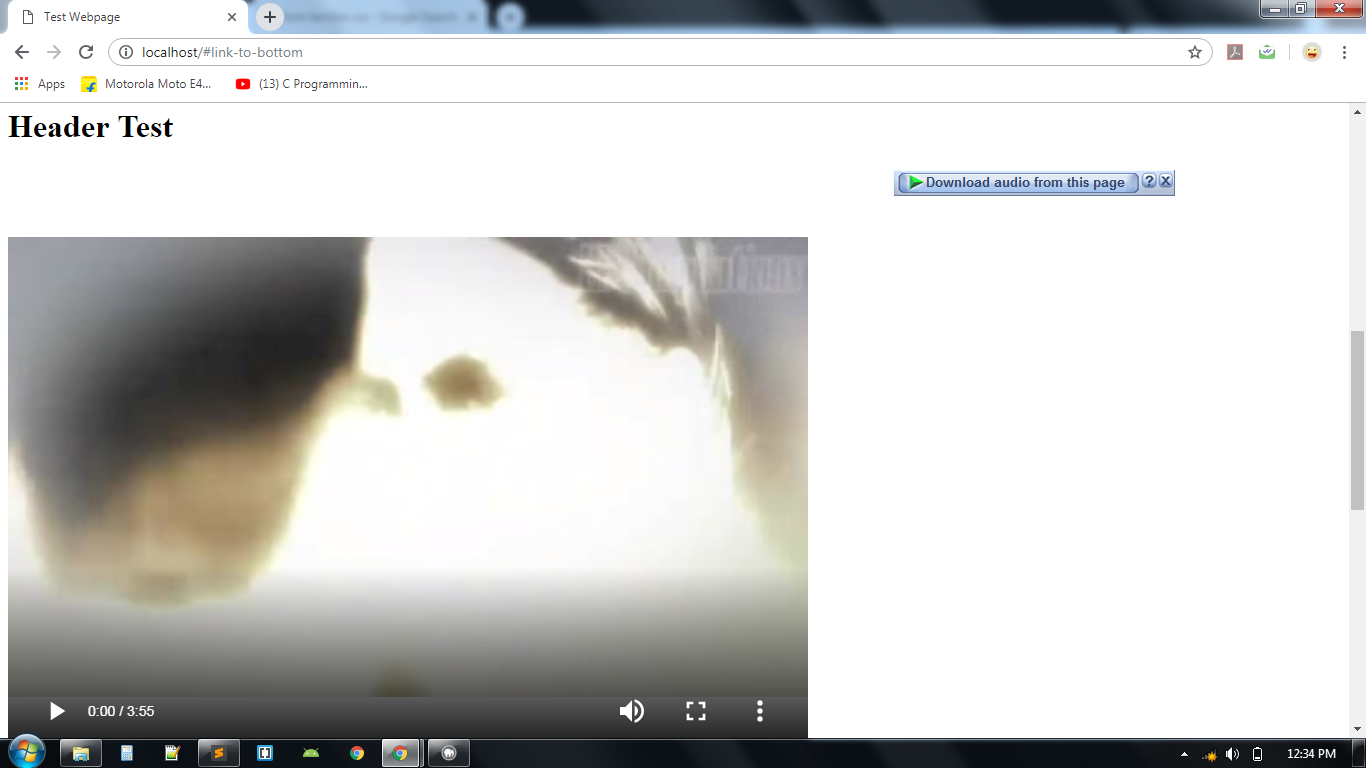 Test Webpage
localhost/#link-to-bottom
Apps
Motorola Moto E4...
(13) C Programmin...
Header Test
Download audio from this page
?
0:00 / 3:55
12:34 PM